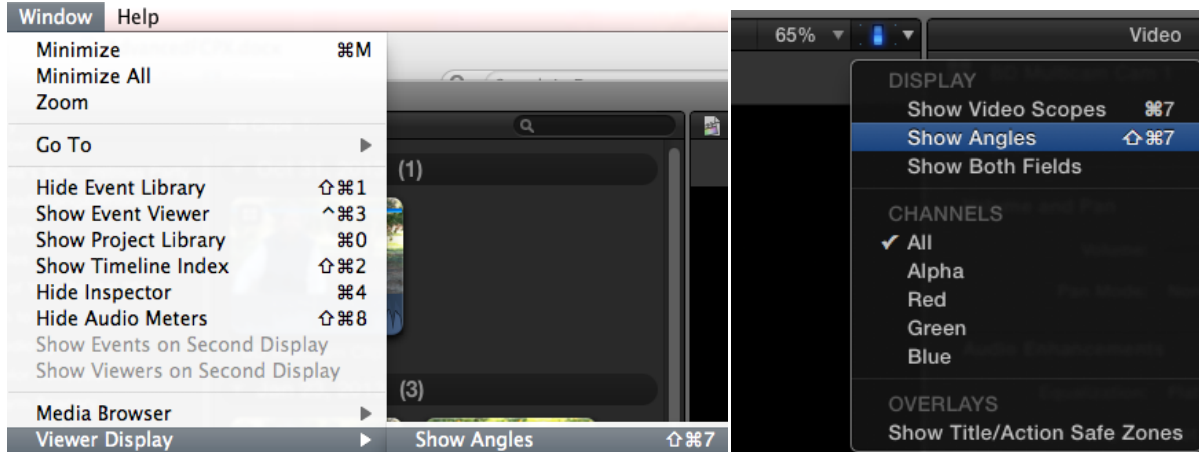 Window Help
Minimize ⌘M
Minimize All
Zoom
Go To
Hide Event Library ⇧⌘1
Show Event Viewer ^⌘3
Show Project Library ⌘0
Show Timeline Index ⇧⌘2
Hide Inspector ⌘4
Hide Audio Meters ⇧⌘8
Show Events on Second Display
Show Viewers on Second Display
Media Browser
Viewer Display
Show Angles ⇧⌘7
(1)
(3)
65%
Video
DISPLAY
Show Video Scopes ⌘7
Show Angles ⇧⌘7
Show Both Fields
CHANNELS
✓ All
Alpha
Red
Green
Blue
OVERLAYS
Show Title/Action Safe Zones